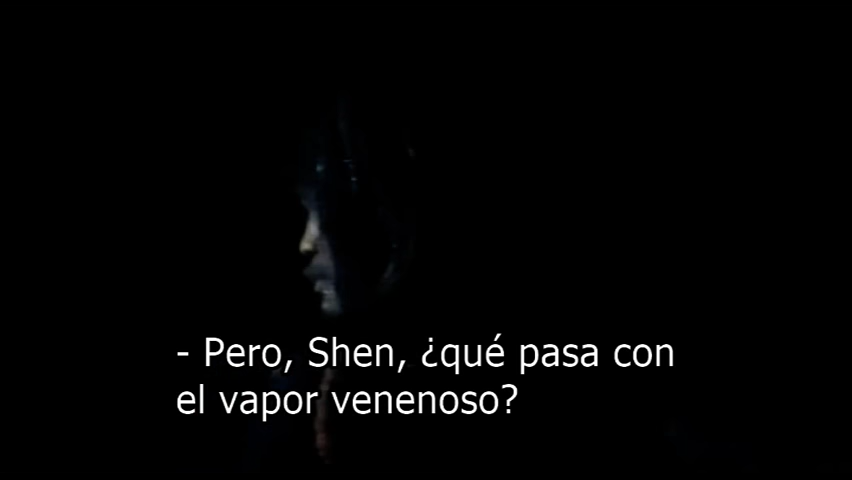 - Pero, Shen, ¿qué pasa con
el vapor venenoso?